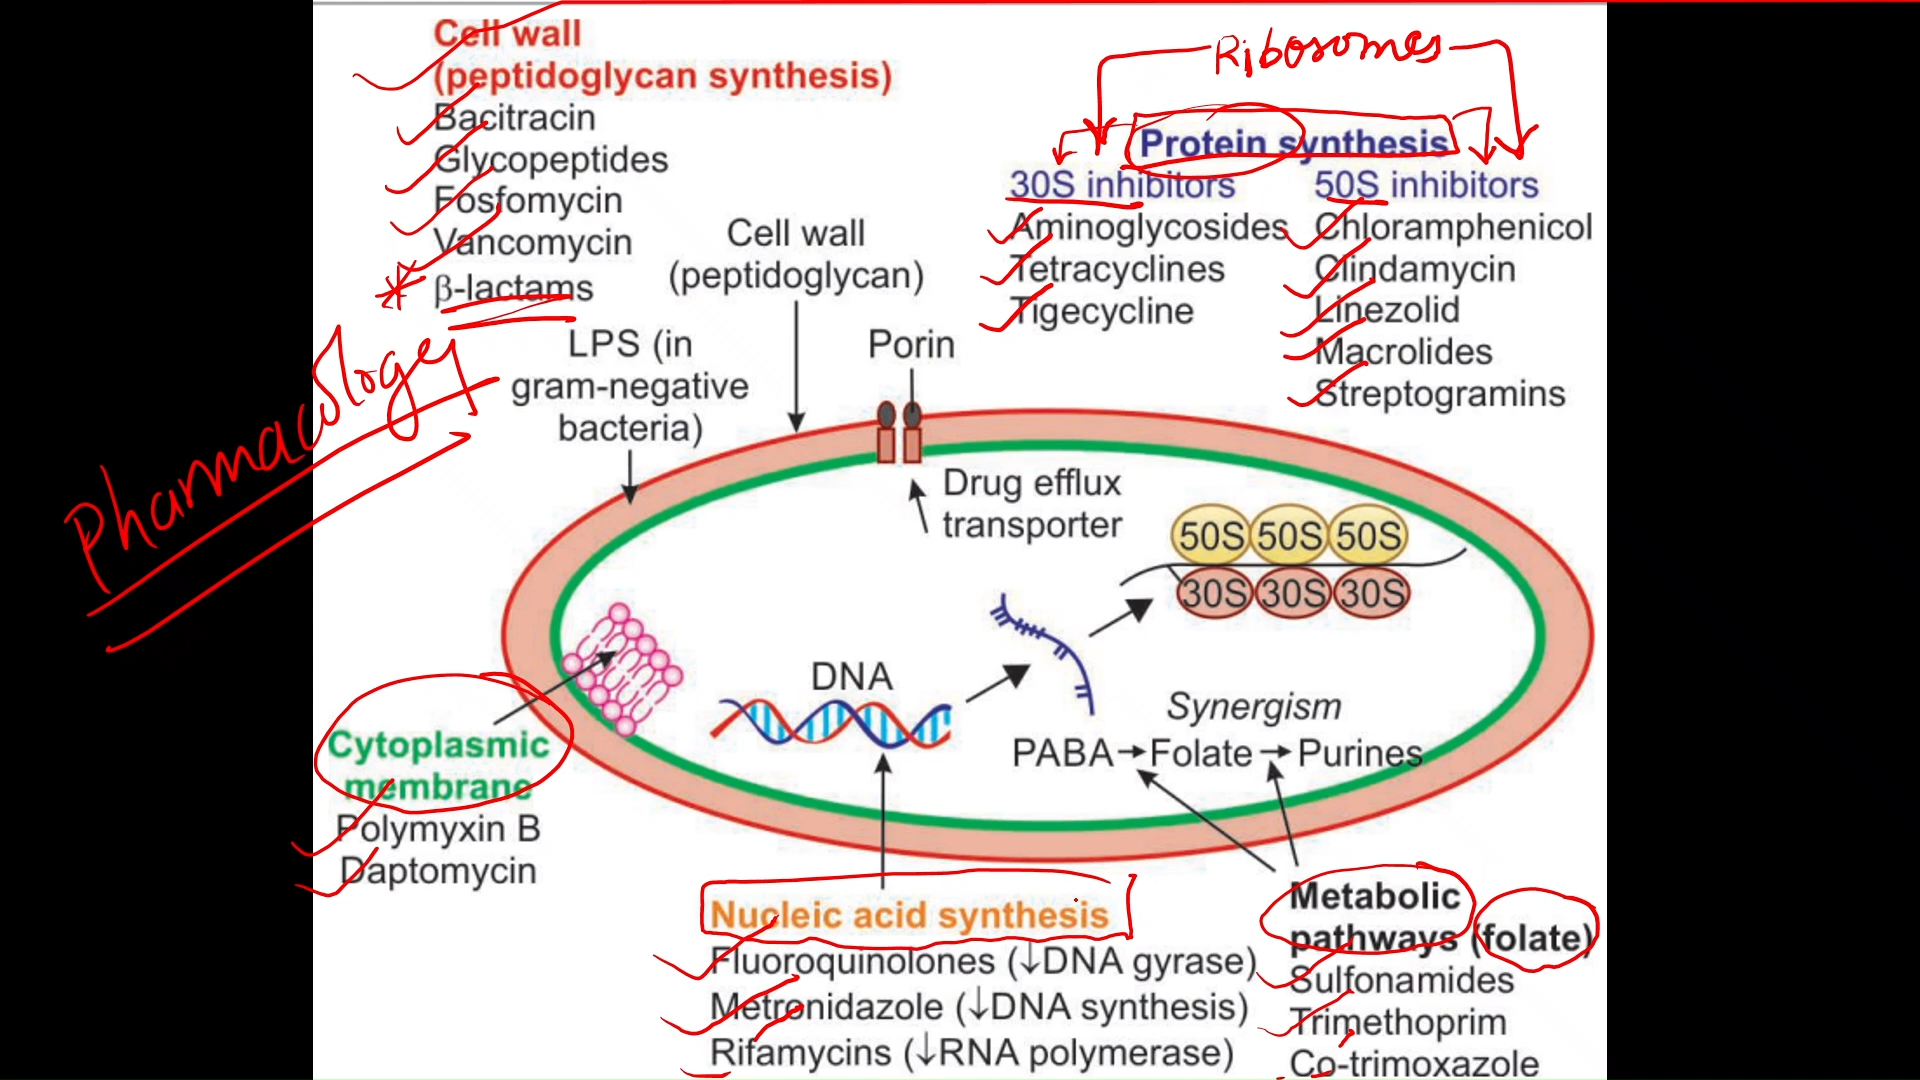 Cell wall
(peptidoglycan synthesis)
Bacitracin
Glycopeptides
Fosfomycin
Vancomycin
β-lactams
Ribosomes
Protein synthesis
30S inhibitors
Aminoglycosides
Tetracyclines
Tigecycline
50S inhibitors
Chloramphenicol
Clindamycin
Linezolid
Macrolides
Streptogramins
Cell wall
(peptidoglycan)
LPS (in
gram-negative
bacteria)
Porin
Pharmacology
Drug efflux
transporter
50S 50S 50S
30S 30S 30S
DNA
Synergism
PABA→Folate→Purines
Cytoplasmic
membrane
Polymyxin B
Daptomycin
Nucleic acid synthesis
Fluoroquinolones (↓DNA gyrase)
Metronidazole (↓DNA synthesis)
Rifamycins (↓RNA polymerase)
Metabolic
pathways (folate)
Sulfonamides
Trimethoprim
Co-trimoxazole